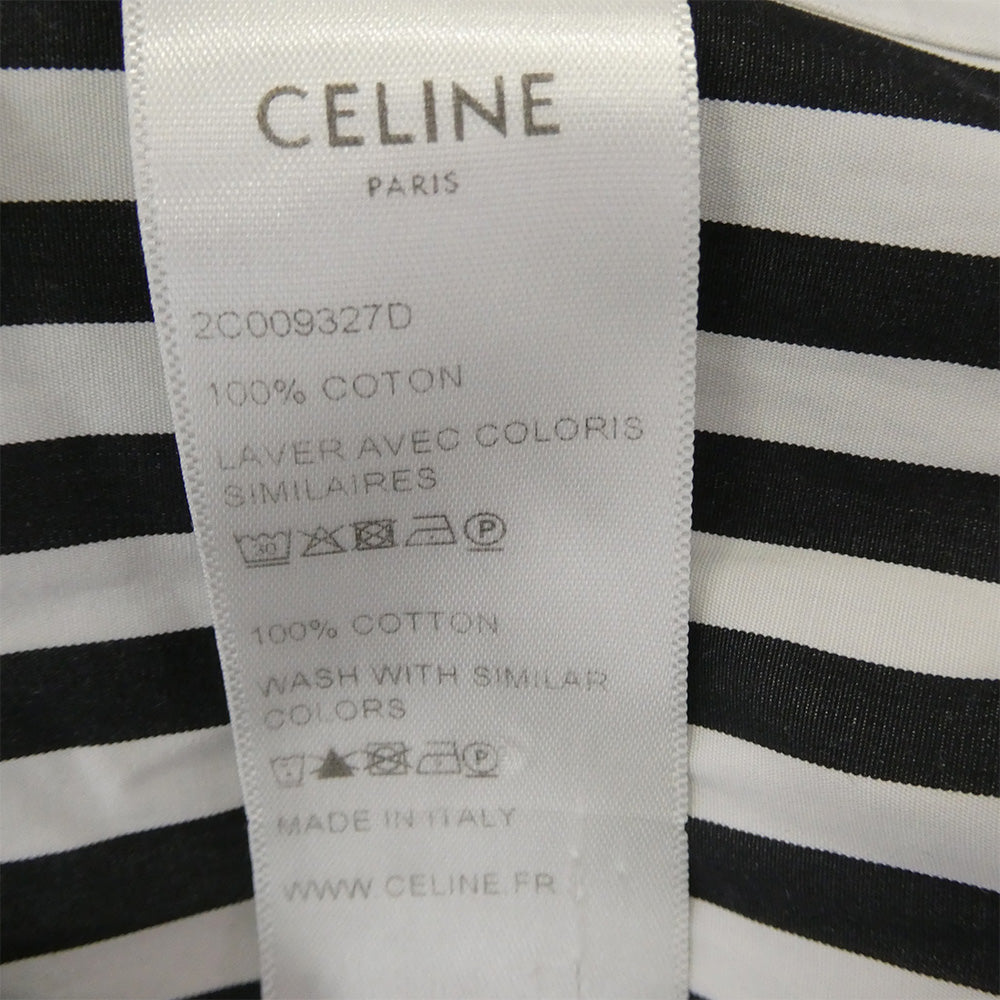 CELINE
PARIS
2C009327D
100% COTON
LAVER AVEC COLORIS
SIMILAIRES
30 P
100% COTTON
WASH WITH SIMILAR
COLORS
P
MADE IN ITALY
WWW.CELINE.FR